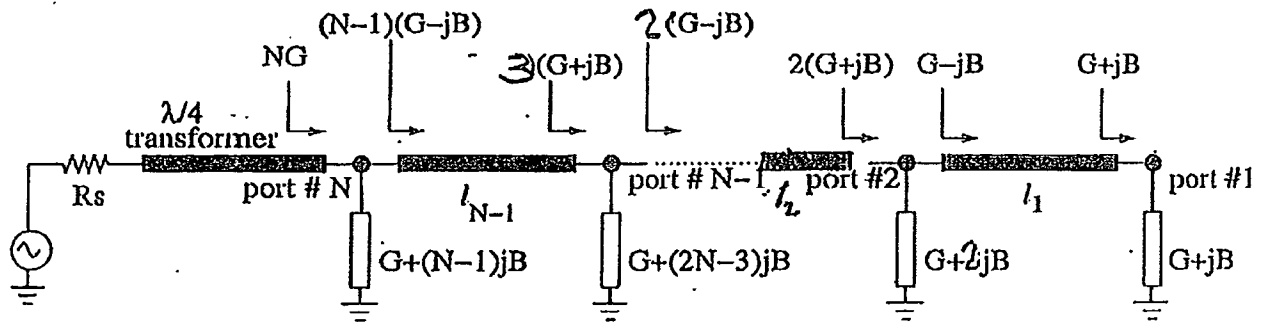 (N-1)(G-jB)
2(G-jB)
NG
3)(G+jB)
2(G+jB)
G-jB
G+jB
λ/4
transformer
Rs
port # N
l N-1
port # N-1
l2
port #2
l1
port #1
G+(N-1)jB
G+(2N-3)jB
G+2jB
G+jB